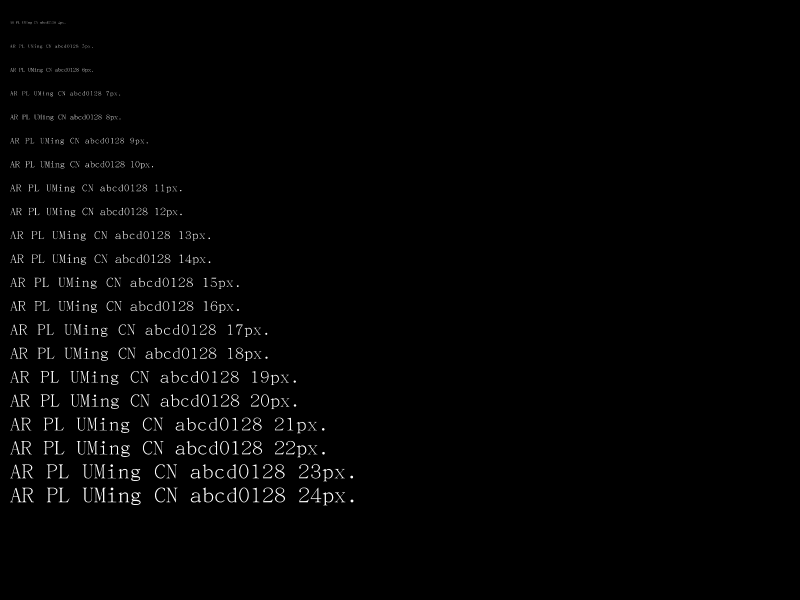 AR PL UMing CN abcd0128 4px.
AR PL UMing CN abcd0128 5px.
AR PL UMing CN abcd0128 6px.
AR PL UMing CN abcd0128 7px.
AR PL UMing CN abcd0128 8px.
AR PL UMing CN abcd0128 9px.
AR PL UMing CN abcd0128 10px.
AR PL UMing CN abcd0128 11px.
AR PL UMing CN abcd0128 12px.
AR PL UMing CN abcd0128 13px.
AR PL UMing CN abcd0128 14px.
AR PL UMing CN abcd0128 15px.
AR PL UMing CN abcd0128 16px.
AR PL UMing CN abcd0128 17px.
AR PL UMing CN abcd0128 18px.
AR PL UMing CN abcd0128 19px.
AR PL UMing CN abcd0128 20px.
AR PL UMing CN abcd0128 21px.
AR PL UMing CN abcd0128 22px.
AR PL UMing CN abcd0128 23px.
AR PL UMing CN abcd0128 24px.